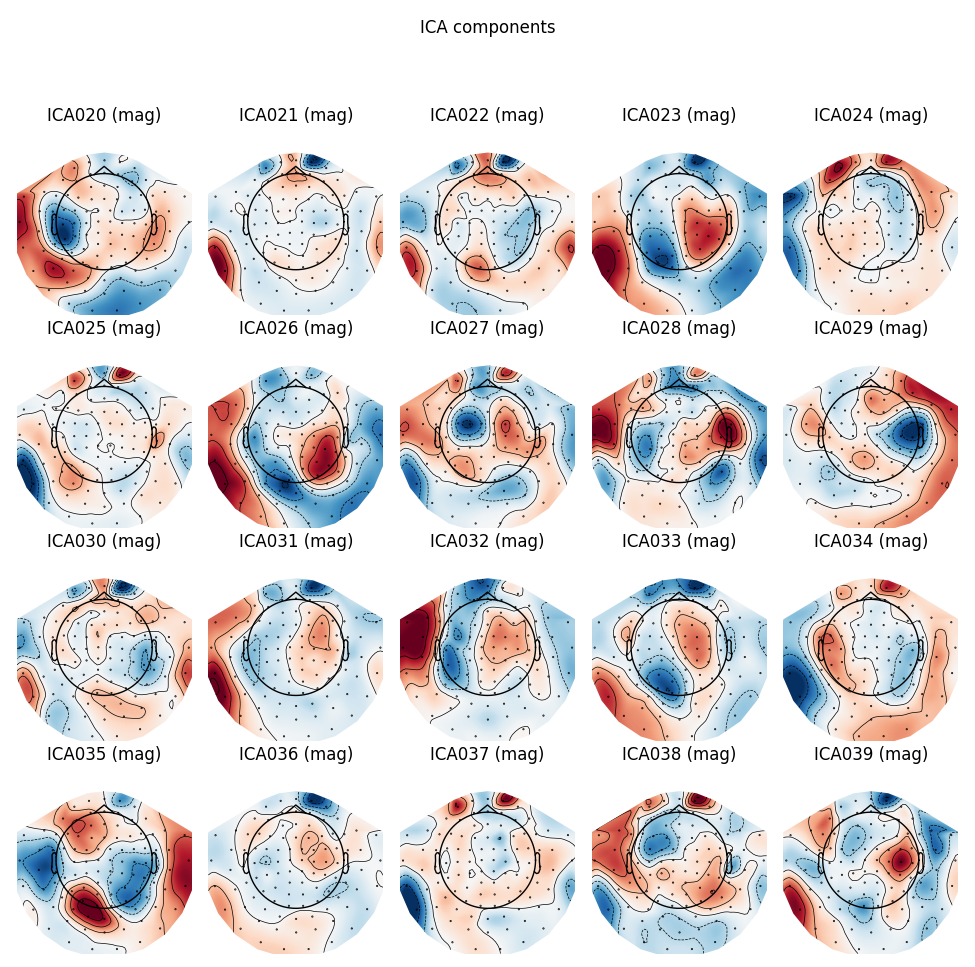 ICA components
ICA020 (mag) ICA021 (mag) ICA022 (mag) ICA023 (mag) ICA024 (mag)
ICA025 (mag) ICA026 (mag) ICA027 (mag) ICA028 (mag) ICA029 (mag)
ICA030 (mag) ICA031 (mag) ICA032 (mag) ICA033 (mag) ICA034 (mag)
ICA035 (mag) ICA036 (mag) ICA037 (mag) ICA038 (mag) ICA039 (mag)